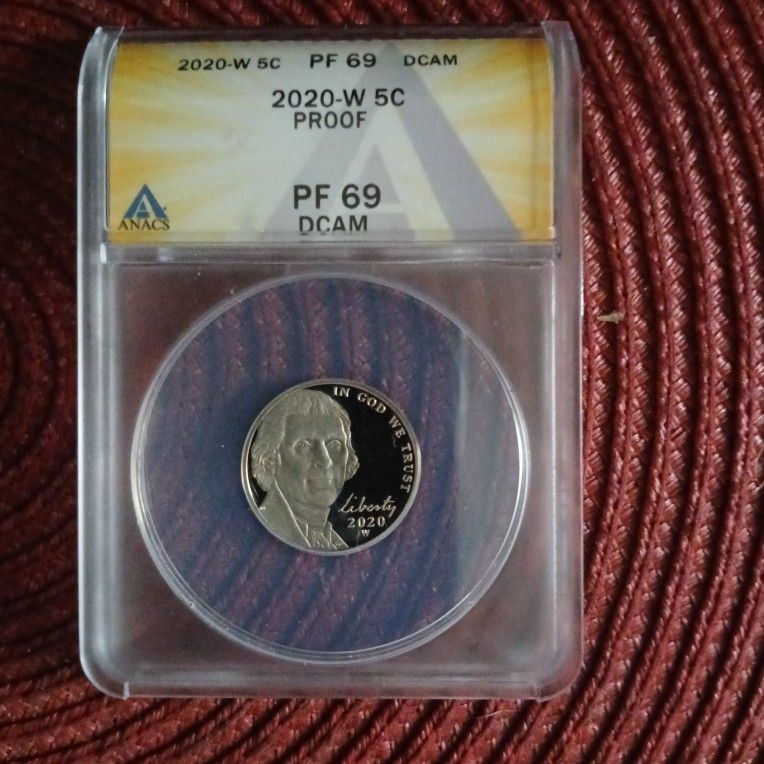 2020-W 5C PF 69 DCAM
2020-W 5C
PROOF
PF 69
DCAM
ANACS
IN GOD WE TRUST
Liberty
2020
W